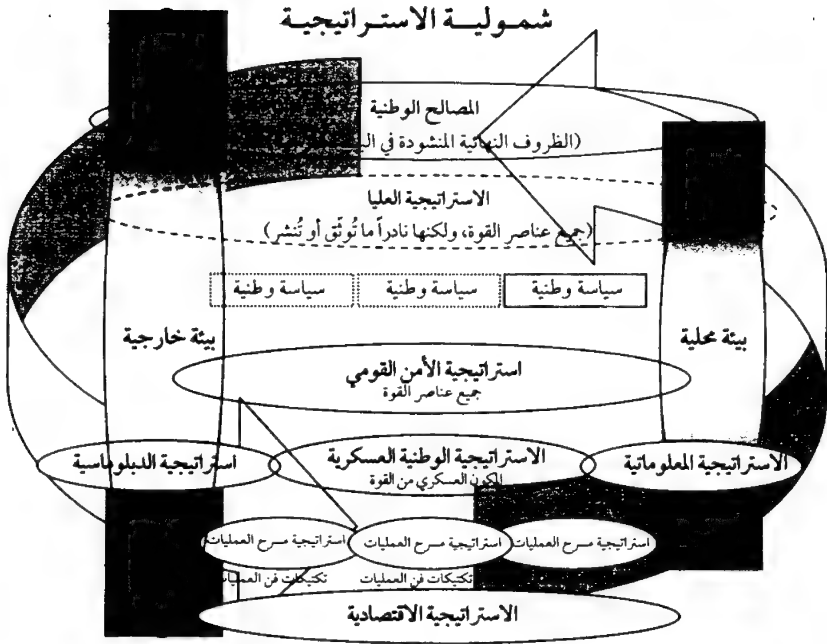 شمولية الاستراتيجية
المصالح الوطنية
(الظروف النهائية المنشودة في
الاستراتيجية العليا
(جميع عناصر القوة، ولكنها نادراً ما تُوثّق أو تُنشر)
سياسة وطنية
سياسة وطنية
سياسة وطنية
بيئة محلية
بيئة خارجية
استراتيجية الأمن القومي
جميع عناصر القوة
الاستراتيجية المعلوماتية
الاستراتيجية الوطنية العسكرية
المكون العسكري من القوة
استراتيجية الدبلوماسية
استراتيجية مسرح العمليات
استراتيجية مسرح العمليات
استراتيجية مسرح العمليات
تكتيكات فن العمليات
تكتيكات فن العمليات
الاستراتيجية الاقتصادية